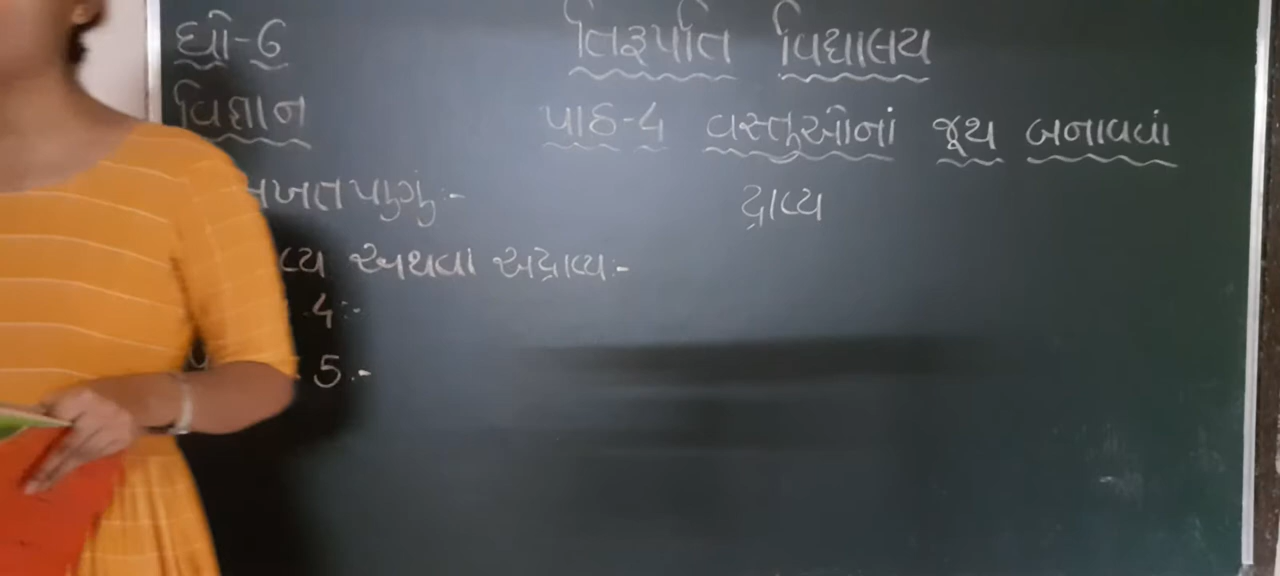 ધો-6 તિરૂપતિ વિદ્યાલય
વિજ્ઞાન પાઠ-4 વસ્તુઓનાં જૂથ બનાવવાં
દ્રાવ્ય
અથવા અદ્રાવ્ય:-
4:-
5:-